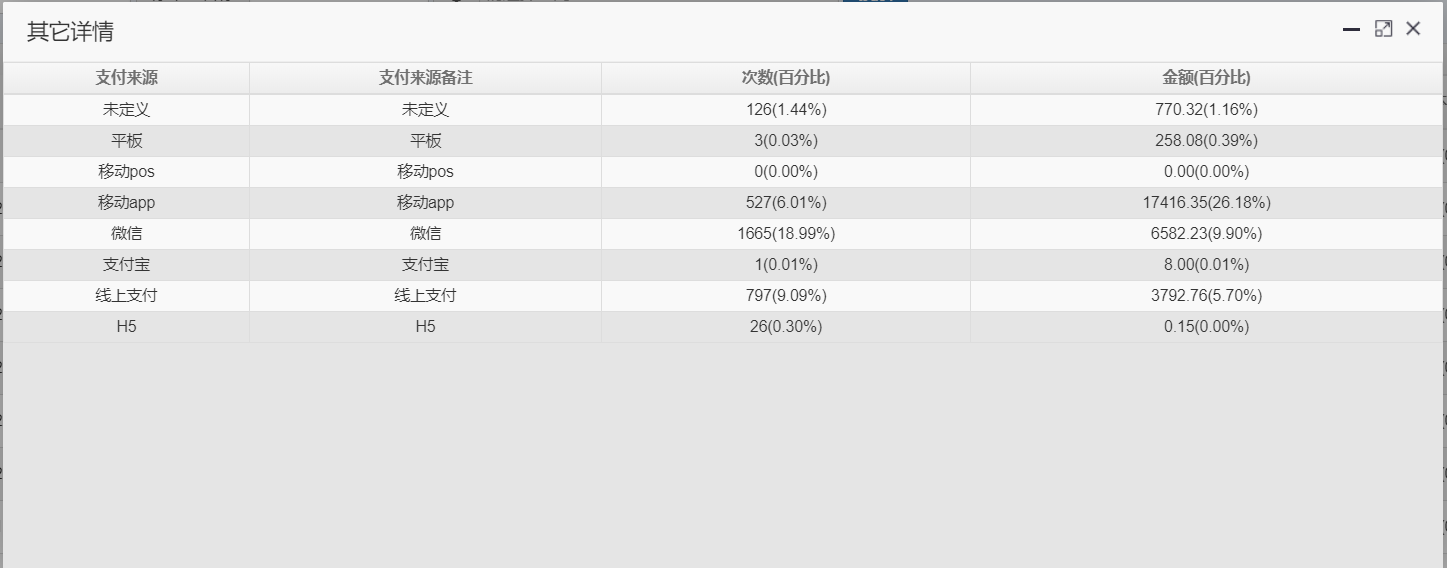 其它详情
支付来源 支付来源备注 次数(百分比) 金额(百分比)
未定义 未定义 126(1.44%) 770.32(1.16%)
平板 平板 3(0.03%) 258.08(0.39%)
移动pos 移动pos 0(0.00%) 0.00(0.00%)
移动app 移动app 527(6.01%) 17416.35(26.18%)
微信 微信 1665(18.99%) 6582.23(9.90%)
支付宝 支付宝 1(0.01%) 8.00(0.01%)
线上支付 线上支付 797(9.09%) 3792.76(5.70%)
H5 H5 26(0.30%) 0.15(0.00%)